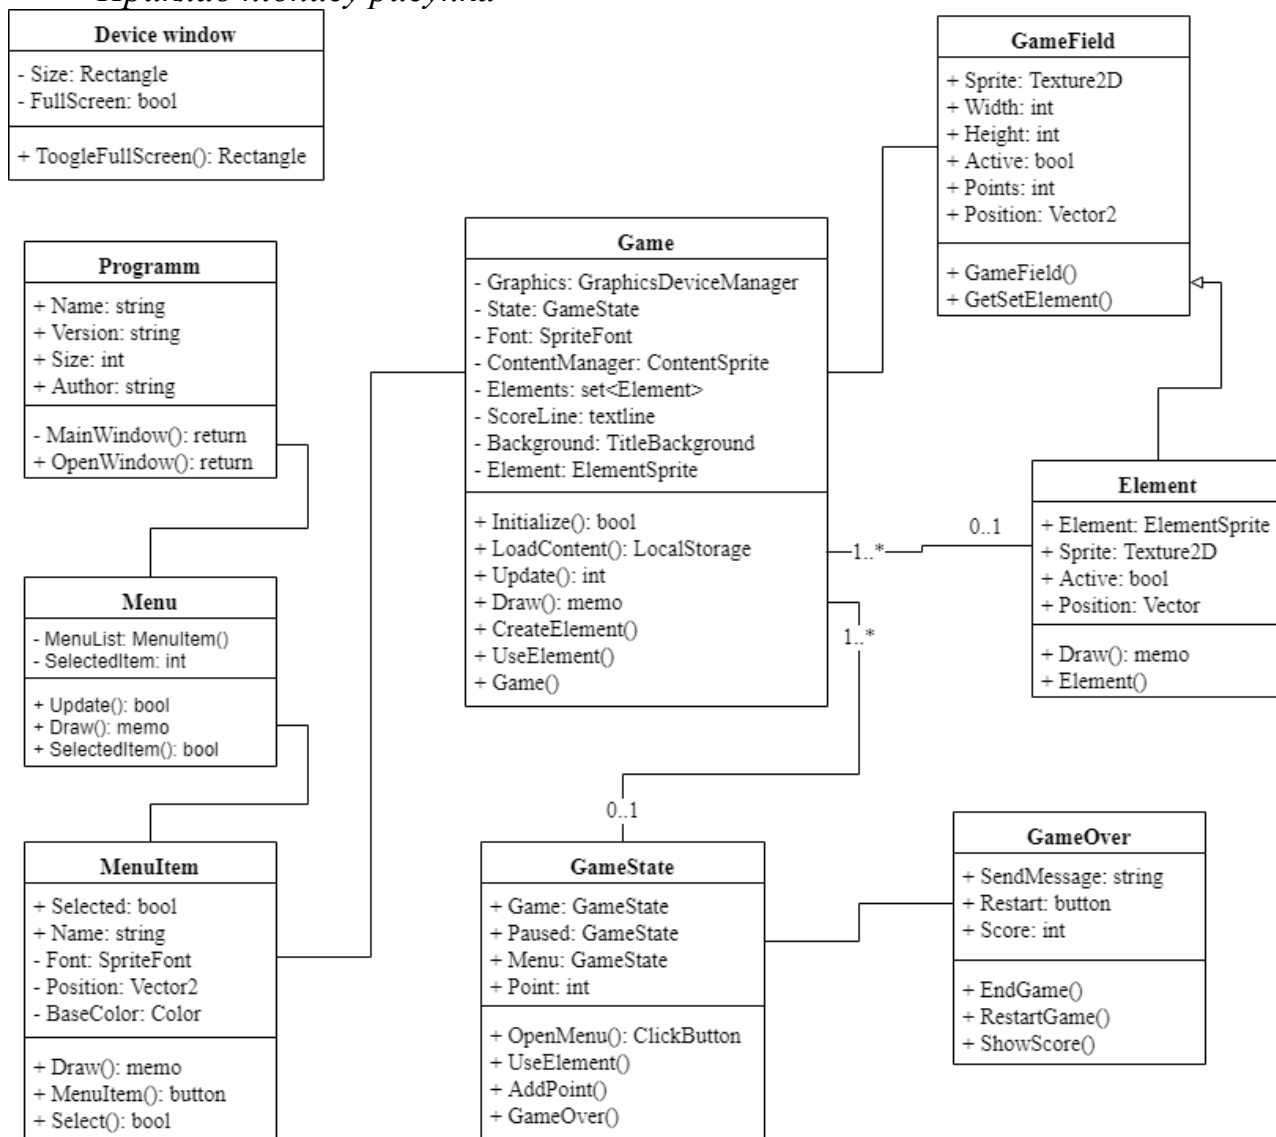 Приклад типису рисунка
Device window
- Size: Rectangle
- FullScreen: bool
+ ToogleFullScreen(): Rectangle
GameField
+ Sprite: Texture2D
+ Width: int
+ Height: int
+ Active: bool
+ Points: int
+ Position: Vector2
+ GameField()
+ GetSetElement()
Programm
+ Name: string
+ Version: string
+ Size: int
+ Author: string
- MainWindow(): return
+ OpenWindow(): return
Game
- Graphics: GraphicsDeviceManager
- State: GameState
- Font: SpriteFont
- ContentManager: ContentSprite
- Elements: set<Element>
- ScoreLine: textline
- Background: TitleBackground
- Element: ElementSprite
+ Initialize(): bool
+ LoadContent(): LocalStorage
+ Update(): int
+ Draw(): memo
+ CreateElement()
+ UseElement()
+ Game()
1..*
0..1
Element
+ Element: ElementSprite
+ Sprite: Texture2D
+ Active: bool
+ Position: Vector
+ Draw(): memo
+ Element()
Menu
- MenuList: MenuItem()
- SelectedItem: int
+ Update(): bool
+ Draw(): memo
+ SelectedItem(): bool
1..*
0..1
MenuItem
+ Selected: bool
+ Name: string
- Font: SpriteFont
- Position: Vector2
- BaseColor: Color
+ Draw(): memo
+ MenuItem(): button
+ Select(): bool
GameState
+ Game: GameState
+ Paused: GameState
+ Menu: GameState
+ Point: int
+ OpenMenu(): ClickButton
+ UseElement()
+ AddPoint()
+ GameOver()
GameOver
+ SendMessage: string
+ Restart: button
+ Score: int
+ EndGame()
+ RestartGame()
+ ShowScore()